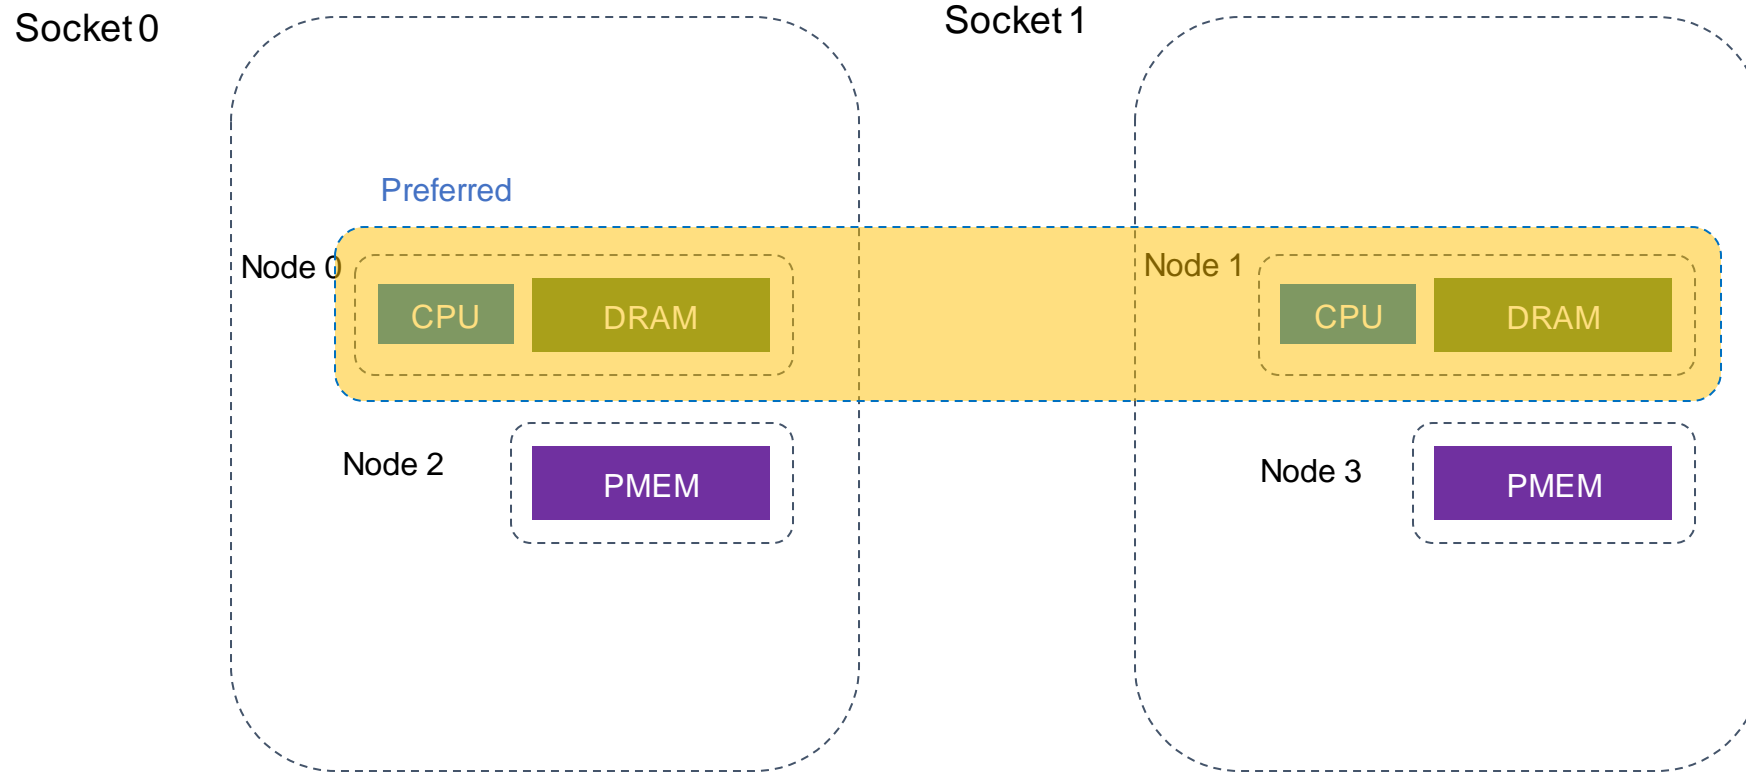 Socket 0
Socket 1
Preferred
Node 0
CPU
DRAM
Node 1
CPU
DRAM
Node 2
PMEM
Node 3
PMEM